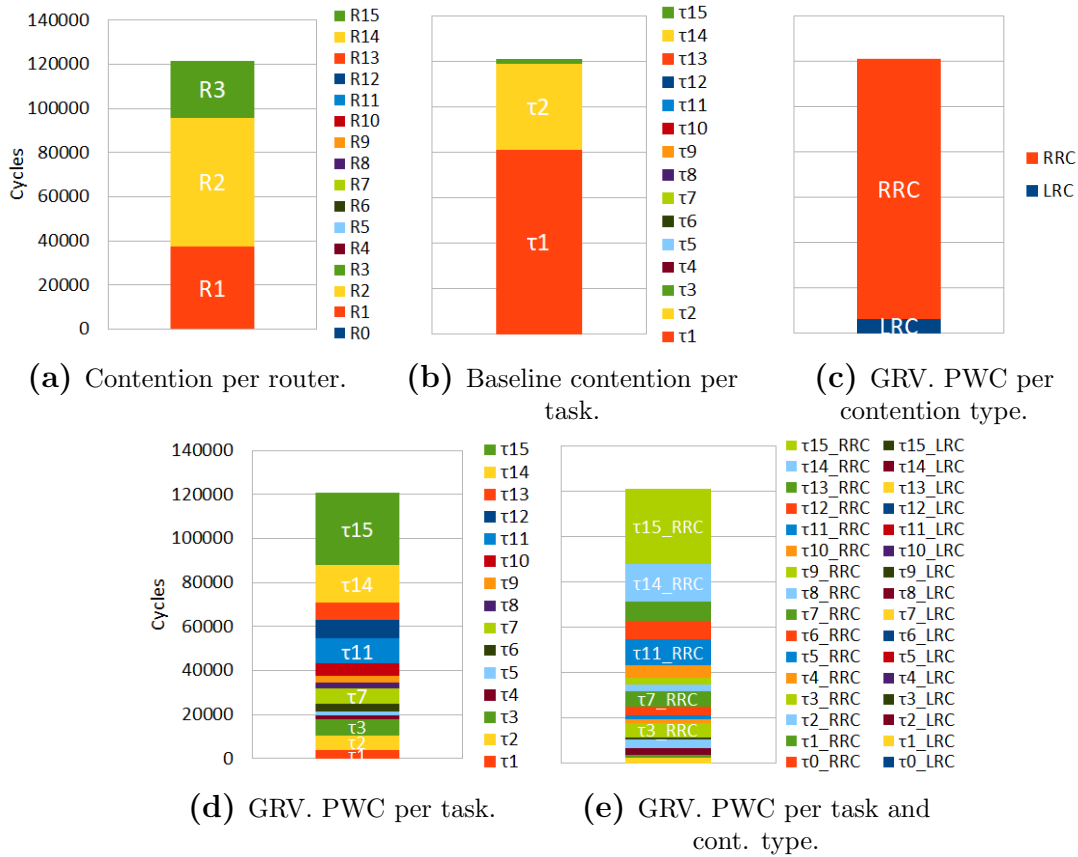 140000
120000
100000
80000
60000
40000
20000
0
Cycles
R3
R2
R1
R15
R14
R13
R12
R11
R10
R9
R8
R7
R6
R5
R4
R3
R2
R1
R0
(a) Contention per router.
τ2
τ1
τ15
τ14
τ13
τ12
τ11
τ10
τ9
τ8
τ7
τ6
τ5
τ4
τ3
τ2
τ1
(b) Baseline contention per
task.
RRC
LRC
RRC
LRC
(c) GRV. PWC per
contention type.
140000
120000
100000
80000
60000
40000
20000
0
Cycles
τ15
τ14
τ11
τ7
τ3
τ2
τ1
τ15
τ14
τ13
τ12
τ11
τ10
τ9
τ8
τ7
τ6
τ5
τ4
τ3
τ2
τ1
(d) GRV. PWC per task.
τ15_RRC
τ14_RRC
τ11_RRC
τ7_RRC
τ3_RRC
τ15_RRC τ15_LRC
τ14_RRC τ14_LRC
τ13_RRC τ13_LRC
τ12_RRC τ12_LRC
τ11_RRC τ11_LRC
τ10_RRC τ10_LRC
τ9_RRC τ9_LRC
τ8_RRC τ8_LRC
τ7_RRC τ7_LRC
τ6_RRC τ6_LRC
τ5_RRC τ5_LRC
τ4_RRC τ4_LRC
τ3_RRC τ3_LRC
τ2_RRC τ2_LRC
τ1_RRC τ1_LRC
τ0_RRC τ0_LRC
(e) GRV. PWC per task and
cont. type.